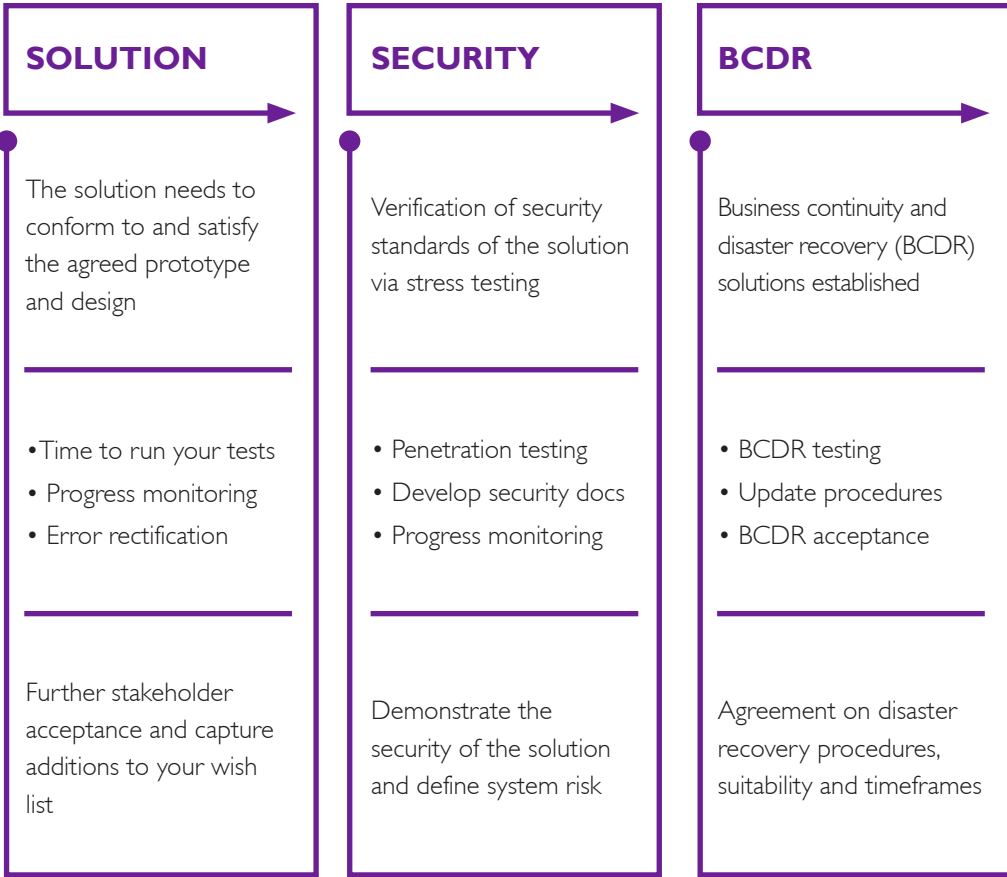 SOLUTION
The solution needs to
conform to and satisfy
the agreed prototype
and design
•Time to run your tests
• Progress monitoring
• Error rectification
Further stakeholder
acceptance and capture
additions to your wish
list
SECURITY
Verification of security
standards of the solution
via stress testing
• Penetration testing
• Develop security docs
• Progress monitoring
Demonstrate the
security of the solution
and define system risk
BCDR
Business continuity and
disaster recovery (BCDR)
solutions established
• BCDR testing
• Update procedures
• BCDR acceptance
Agreement on disaster
recovery procedures,
suitability and timeframes